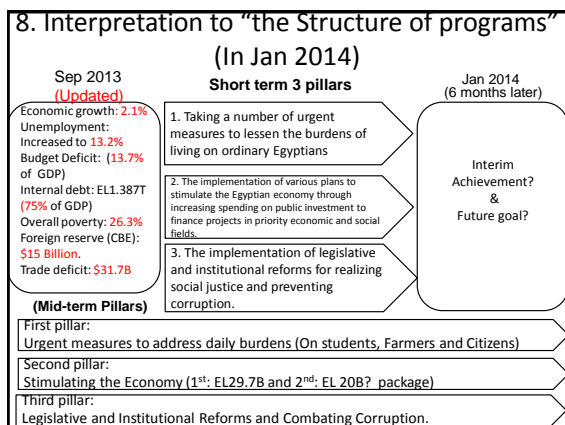 8. Interpretation to “the Structure of programs”
(In Jan 2014)
Sep 2013
(Updated)
Economic growth: 2.1%
Unemployment:
Increased to 13.2%
Budget Deficit: (13.7%
of GDP)
Internal debt: EL1.387T
(75% of GDP)
Overall poverty: 26.3%
Foreign reserve (CBE):
$15 Billion.
Trade deficit: $31.7B
Short term 3 pillars
1. Taking a number of urgent
measures to lessen the burdens of
living on ordinary Egyptians
2. The implementation of various plans to
stimulate the Egyptian economy through
increasing spending on public investment to
finance projects in priority economic and social
fields.
3. The implementation of legislative
and institutional reforms for realizing
social justice and preventing
corruption.
Jan 2014
(6 months later)
Interim
Achievement?
&
Future goal?
(Mid-term Pillars)
First pillar:
Urgent measures to address daily burdens (On students, Farmers and Citizens)
Second pillar:
Stimulating the Economy (1st: EL29.7B and 2nd: EL 20B? package)
Third pillar:
Legislative and Institutional Reforms and Combating Corruption.